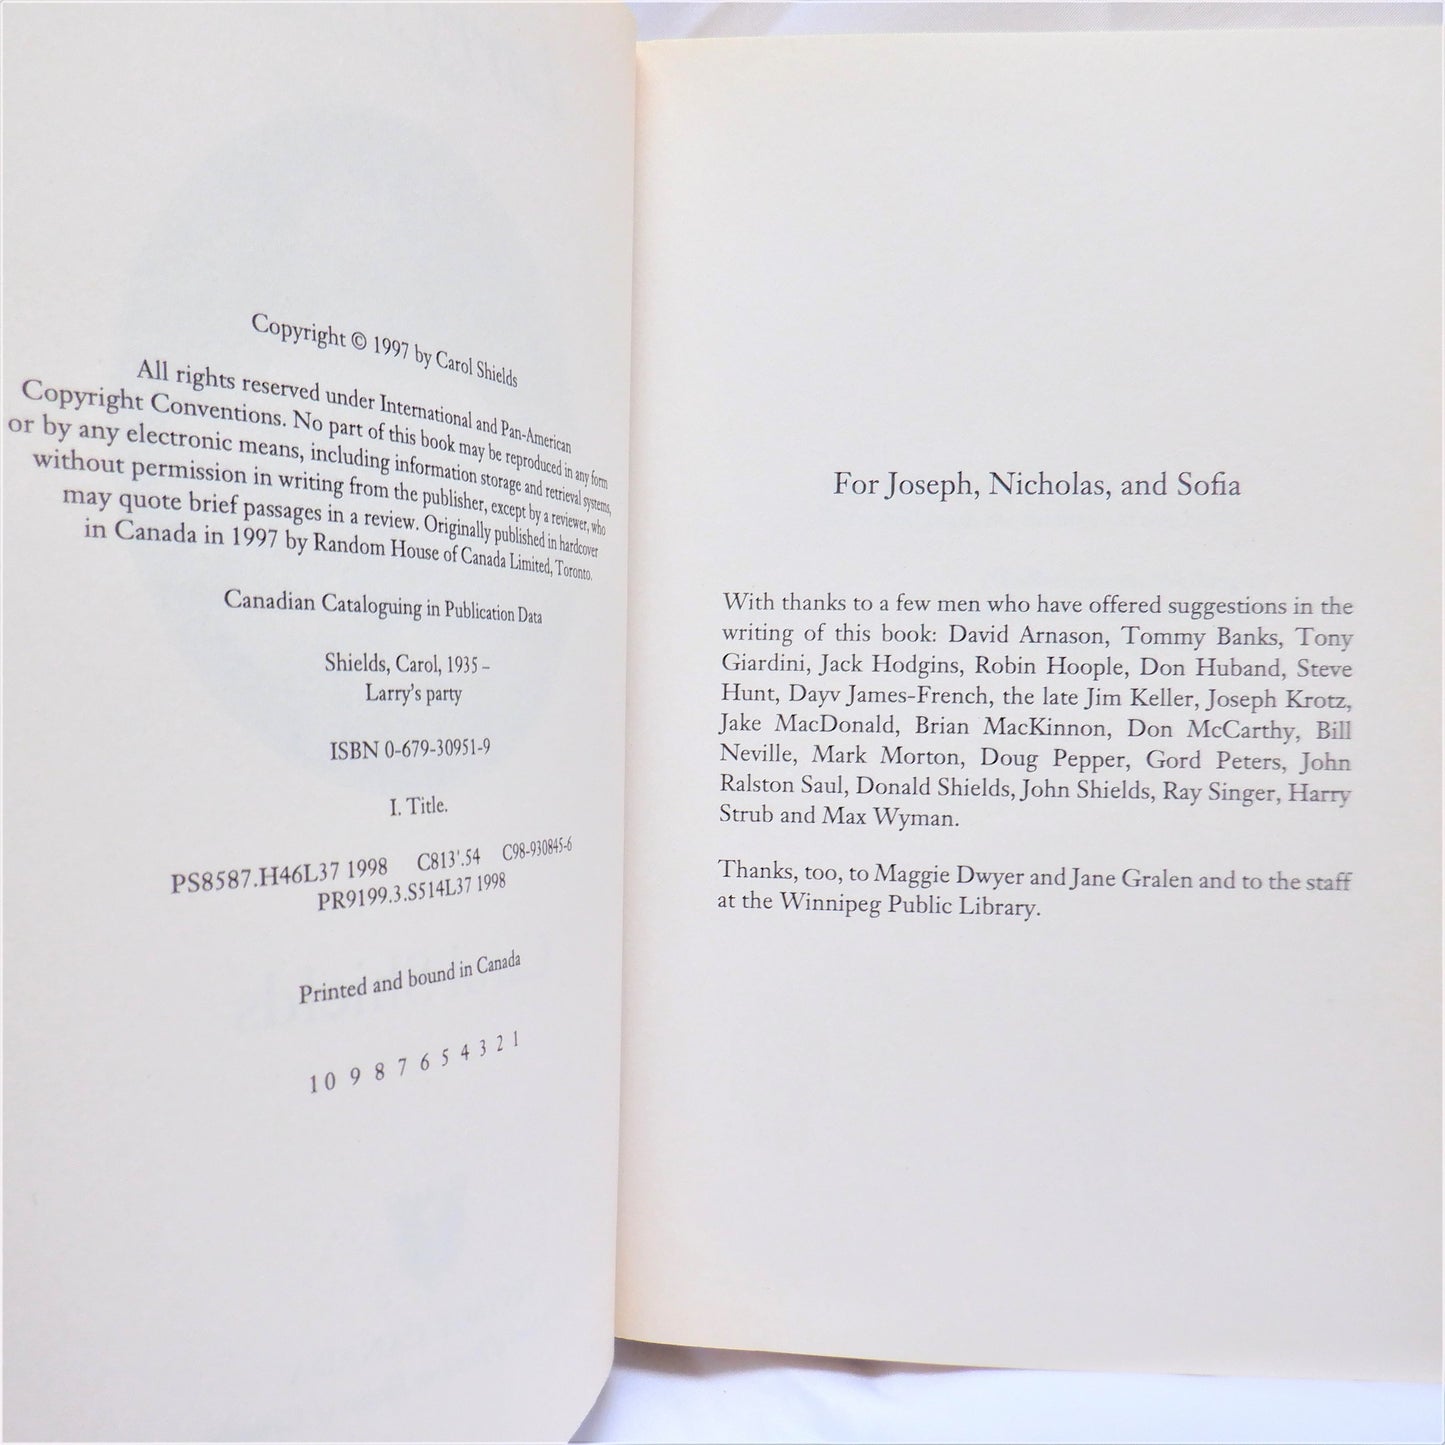 Copyright © 1997 by Carol Shields
All rights reserved under International and Pan-American
Copyright Conventions. No part of this book may be reproduced in any form
or by any electronic means, including information storage and retrieval systems,
without permission in writing from the publisher, except by a reviewer, who
may quote brief passages in a review. Originally published in hardcover
in Canada in 1997 by Random House of Canada Limited, Toronto.
Canadian Cataloguing in Publication Data
Shields, Carol, 1935 –
Larry's party
ISBN 0-679-30951-9
I. Title.
PS8587.H46L37 1998 C813'.54 C98-930845-6
PR9199.3.S514L37 1998
Printed and bound in Canada
10 9 8 7 6 5 4 3 2 1
For Joseph, Nicholas, and Sofia
With thanks to a few men who have offered suggestions in the
writing of this book: David Arnason, Tommy Banks, Tony
Giardini, Jack Hodgins, Robin Hoople, Don Huband, Steve
Hunt, Dayv James-French, the late Jim Keller, Joseph Krotz,
Jake MacDonald, Brian MacKinnon, Don McCarthy, Bill
Neville, Mark Morton, Doug Pepper, Gord Peters, John
Ralston Saul, Donald Shields, John Shields, Ray Singer, Harry
Strub and Max Wyman.
Thanks, too, to Maggie Dwyer and Jane Gralen and to the staff
at the Winnipeg Public Library.